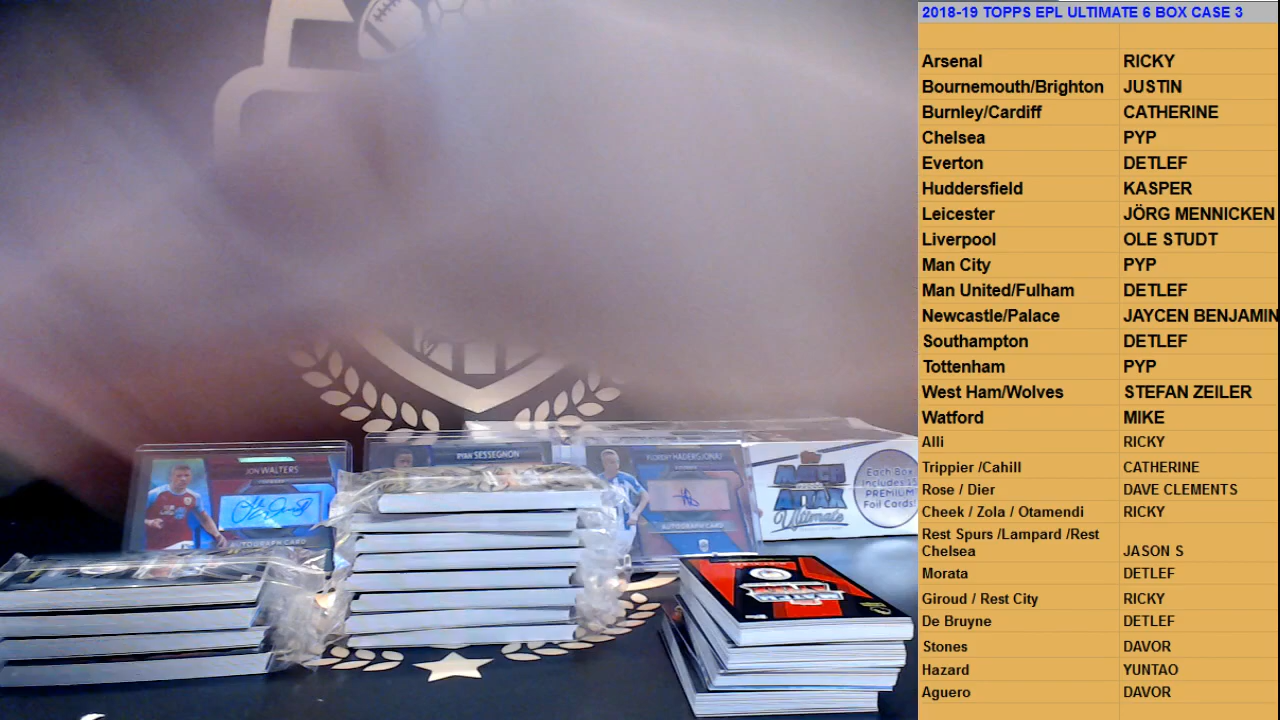 2018-19 TOPPS EPL ULTIMATE 6 BOX CASE 3
Arsenal RICKY
Bournemouth/Brighton JUSTIN
Burnley/Cardiff CATHERINE
Chelsea PYP
Everton DETLEF
Huddersfield KASPER
Leicester JÖRG MENNICKEN
Liverpool OLE STUDT
Man City PYP
Man United/Fulham DETLEF
Newcastle/Palace JAYCEN BENJAMIN
Southampton DETLEF
Tottenham PYP
West Ham/Wolves STEFAN ZEILER
Watford MIKE
Alli RICKY
Trippier /Cahill CATHERINE
Rose / Dier DAVE CLEMENTS
Cheek / Zola / Otamendi RICKY
Rest Spurs /Lampard /Rest
Chelsea JASON S
Morata DETLEF
Giroud / Rest City RICKY
De Bruyne DETLEF
Stones DAVOR
Hazard YUNTAO
Aguero DAVOR
JON WALTERS
AUTOGRAPH CARD
RYAN SESSEGNON
AUTOGRAPH CARD
MATCH
ATTAX
Ultimate
Each Box
Includes
PREMIUM
Foil Cards